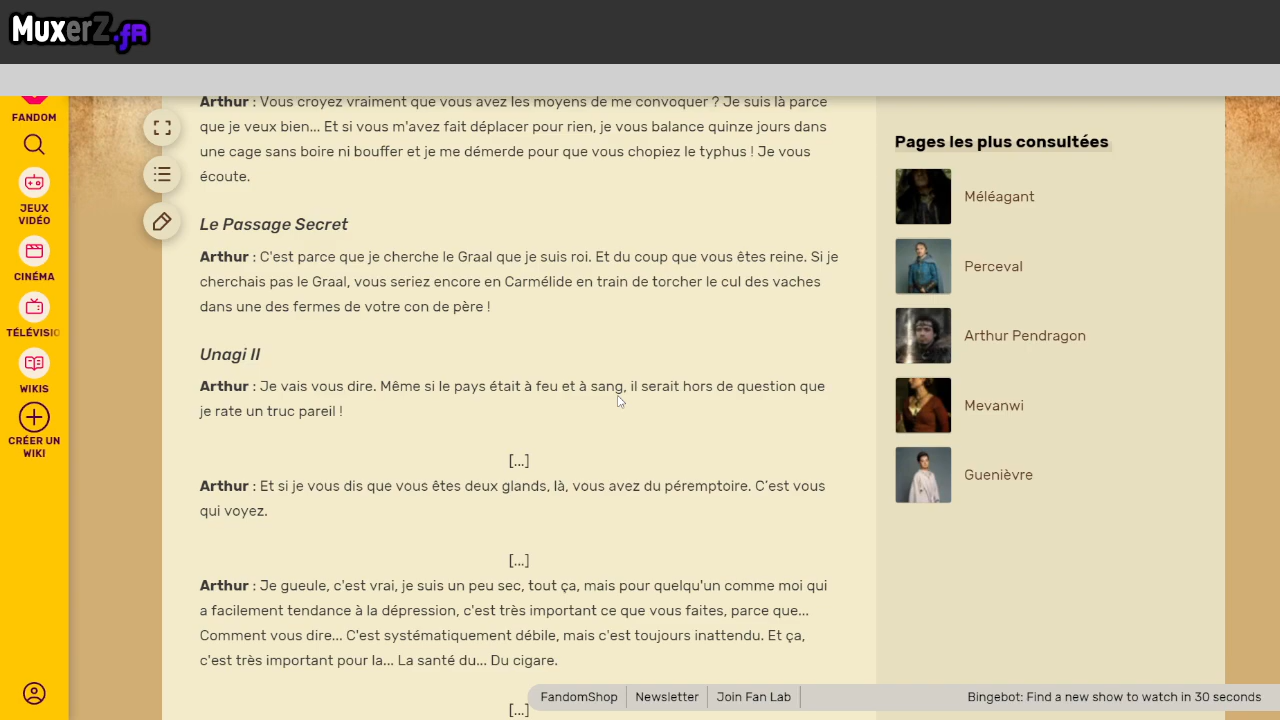 MuxerZ.fR
FANDOM
JEUX
VIDÉO
CINÉMA
TÉLÉVISIO
WIKIS
CRÉER UN
WIKI
Arthur : Vous croyez vraiment que vous avez les moyens de me convoquer ? Je suis là parce
que je veux bien... Et si vous m'avez fait déplacer pour rien, je vous balance quinze jours dans
une cage sans boire ni bouffer et je me démerde pour que vous chopiez le typhus ! Je vous
écoute.
Le Passage Secret
Arthur : C'est parce que je cherche le Graal que je suis roi. Et du coup que vous êtes reine. Si je
cherchais pas le Graal, vous seriez encore en Carmélide en train de torcher le cul des vaches
dans une des fermes de votre con de père !
Unagi II
Arthur : Je vais vous dire. Même si le pays était à feu et à sang, il serait hors de question que
je rate un truc pareil !
[...]
Arthur : Et si je vous dis que vous êtes deux glands, là, vous avez du péremptoire. C'est vous
qui voyez.
[...]
Arthur : Je gueule, c'est vrai, je suis un peu sec, tout ça, mais pour quelqu'un comme moi qui
a facilement tendance à la dépression, c'est très important ce que vous faites, parce que...
Comment vous dire... C'est systématiquement débile, mais c'est toujours inattendu. Et ça,
c'est très important pour la... La santé du... Du cigare.
[...]
Pages les plus consultées
Méléagant
Perceval
Arthur Pendragon
Mevanwi
Guenièvre
FandomShop
Newsletter
Join Fan Lab
Bingebot: Find a new show to watch in 30 seconds